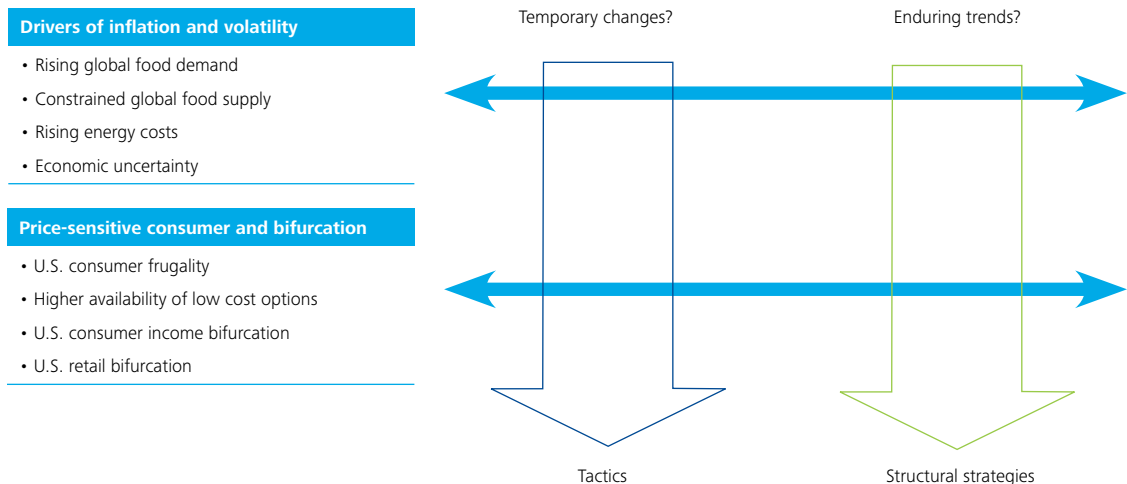 Drivers of inflation and volatility
• Rising global food demand
• Constrained global food supply
• Rising energy costs
• Economic uncertainty
Price-sensitive consumer and bifurcation
• U.S. consumer frugality
• Higher availability of low cost options
• U.S. consumer income bifurcation
• U.S. retail bifurcation
Temporary changes?
Enduring trends?
Tactics
Structural strategies